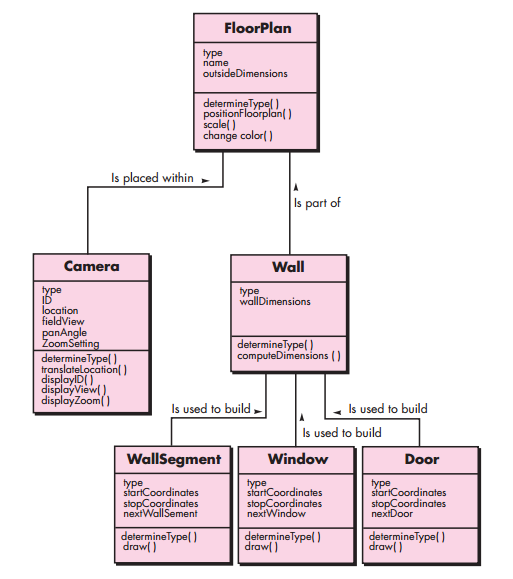 FloorPlan
type
name
outsideDimensions
determineType( )
positionFloorplan( )
scale( )
change color( )
Is placed within
Is part of
Camera
type
ID
location
fieldView
panAngle
ZoomSetting
determineType( )
translateLocation( )
displayID( )
displayView( )
displayZoom( )
Wall
type
wallDimensions
determineType( )
computeDimensions ( )
Is used to build
Is used to build
Is used to build
WallSegment
type
startCoordinates
stopCoordinates
nextWallSement
determineType( )
draw( )
Window
type
startCoordinates
stopCoordinates
nextWindow
determineType( )
draw( )
Door
type
startCoordinates
stopCoordinates
nextDoor
determineType( )
draw( )